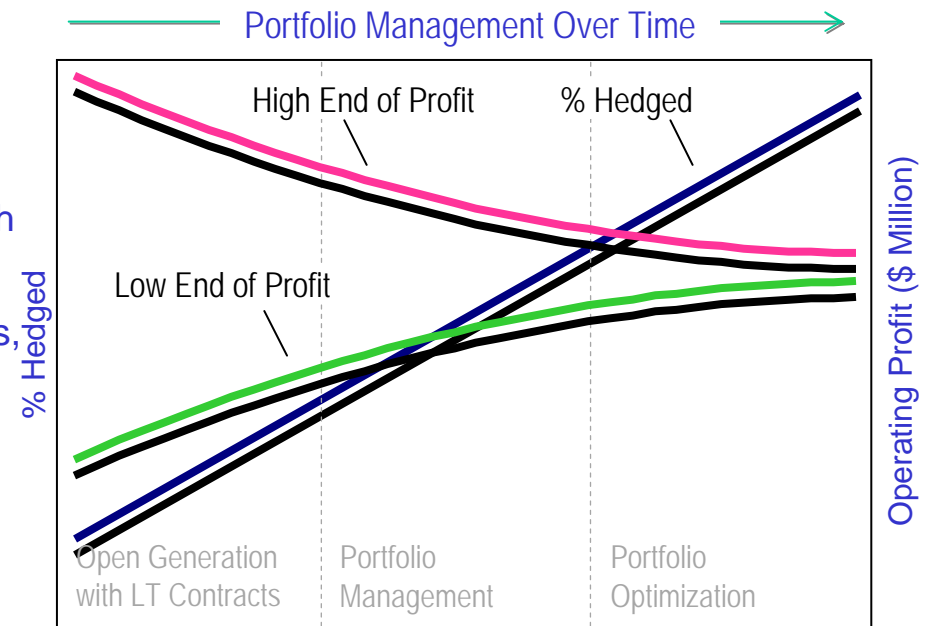 Portfolio Management Over Time
High End of Profit
% Hedged
Low End of Profit
% Hedged
Operating Profit ($ Million)
Open Generation
with LT Contracts
Portfolio
Management
Portfolio
Optimization